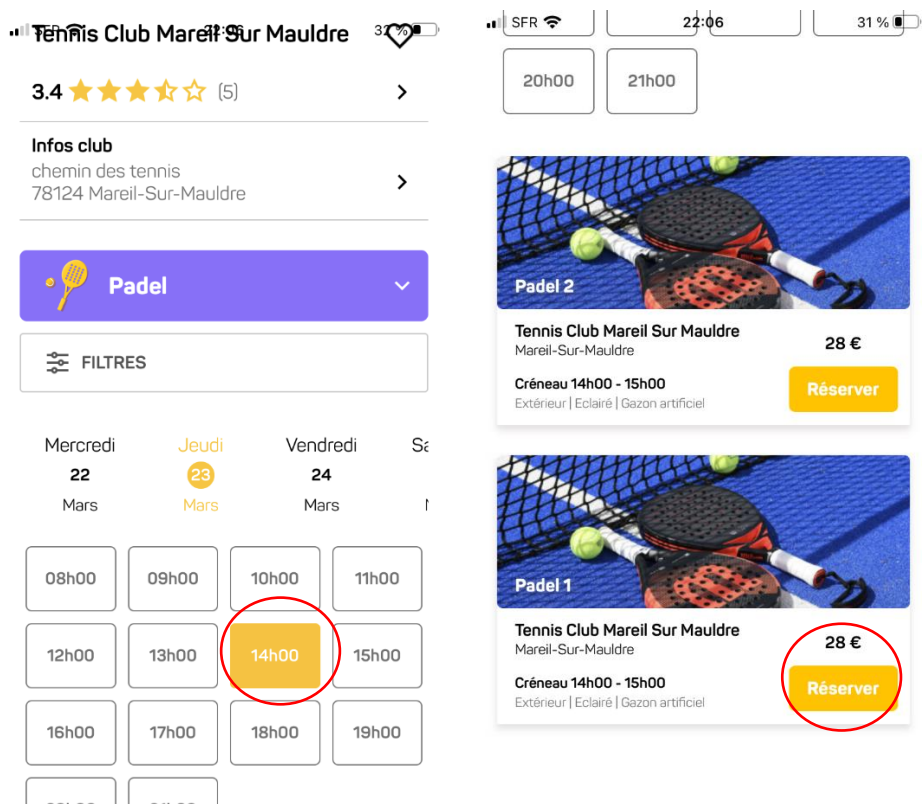 SFR 22:06 32 %
Tennis Club Mareil Sur Mauldre
3.4 (5)
Infos club
chemin des tennis
78124 Mareil-Sur-Mauldre
Padel
FILTRES
Mercredi Jeudi Vendredi
22 23 24
Mars Mars Mars
08h00 09h00 10h00 11h00
12h00 13h00 14h00 15h00
16h00 17h00 18h00 19h00
SFR 22:06 31 %
20h00 21h00
Padel 2
Tennis Club Mareil Sur Mauldre
Mareil-Sur-Mauldre
28 €
Créneau 14h00 - 15h00
Réserver
Extérieur | Eclairé | Gazon artificiel
Padel 1
Tennis Club Mareil Sur Mauldre
Mareil-Sur-Mauldre
28 €
Créneau 14h00 - 15h00
Réserver
Extérieur | Eclairé | Gazon artificiel